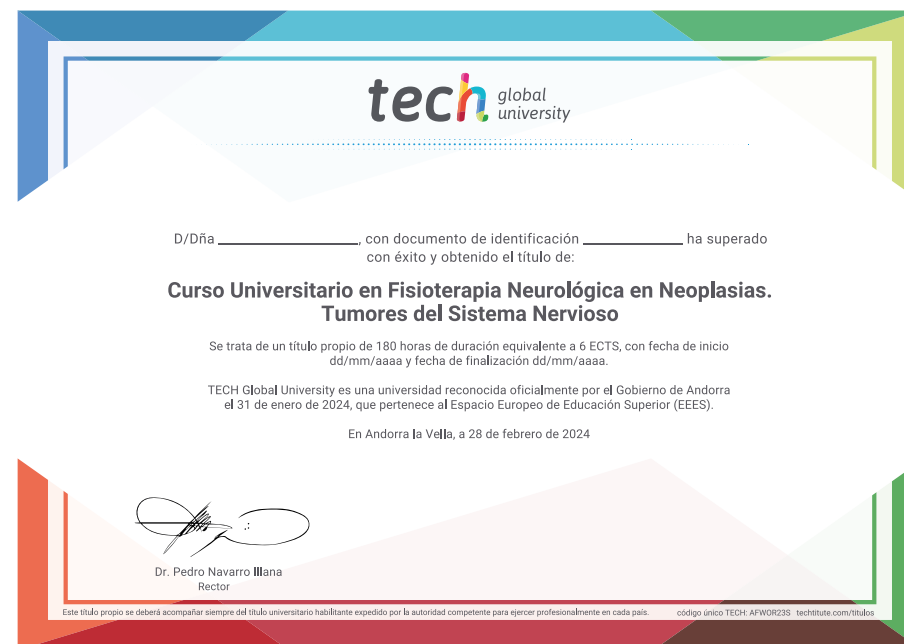 tech global university
D/Dña ______________________, con documento de identificación ________________ ha superado
con éxito y obtenido el título de:
Curso Universitario en Fisioterapia Neurológica en Neoplasias.
Tumores del Sistema Nervioso
Se trata de un título propio de 180 horas de duración equivalente a 6 ECTS, con fecha de inicio
dd/mm/aaaa y fecha de finalización dd/mm/aaaa.
TECH Global University es una universidad reconocida oficialmente por el Gobierno de Andorra
el 31 de enero de 2024, que pertenece al Espacio Europeo de Educación Superior (EEES).
En Andorra la Vella, a 28 de febrero de 2024
Dr. Pedro Navarro Illana
Rector
Este título propio se deberá acompañar siempre del título universitario habilitante expedido por la autoridad competente para ejercer profesionalmente en cada país. código único TECH: AFWOR23S techtitute.com/titulos